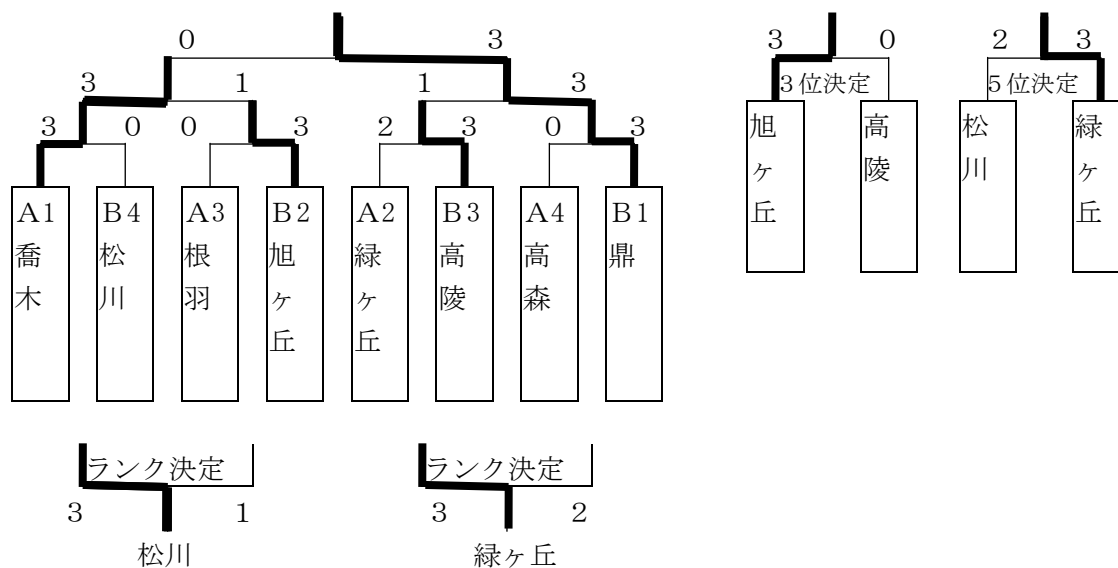 0 3
3 1 1 3
3 0 0 3 2 3 0 3
A1 B4 A3 B2 A2 B3 A4 B1
喬木
松川
根羽
旭ヶ丘
緑ヶ丘
高陵
高森
鼎
ランク決定 ランク決定
3 1 3 2
松川 緑ヶ丘
3 0 2 3
3位決定 5位決定
旭ヶ丘
高陵
松川
緑ヶ丘